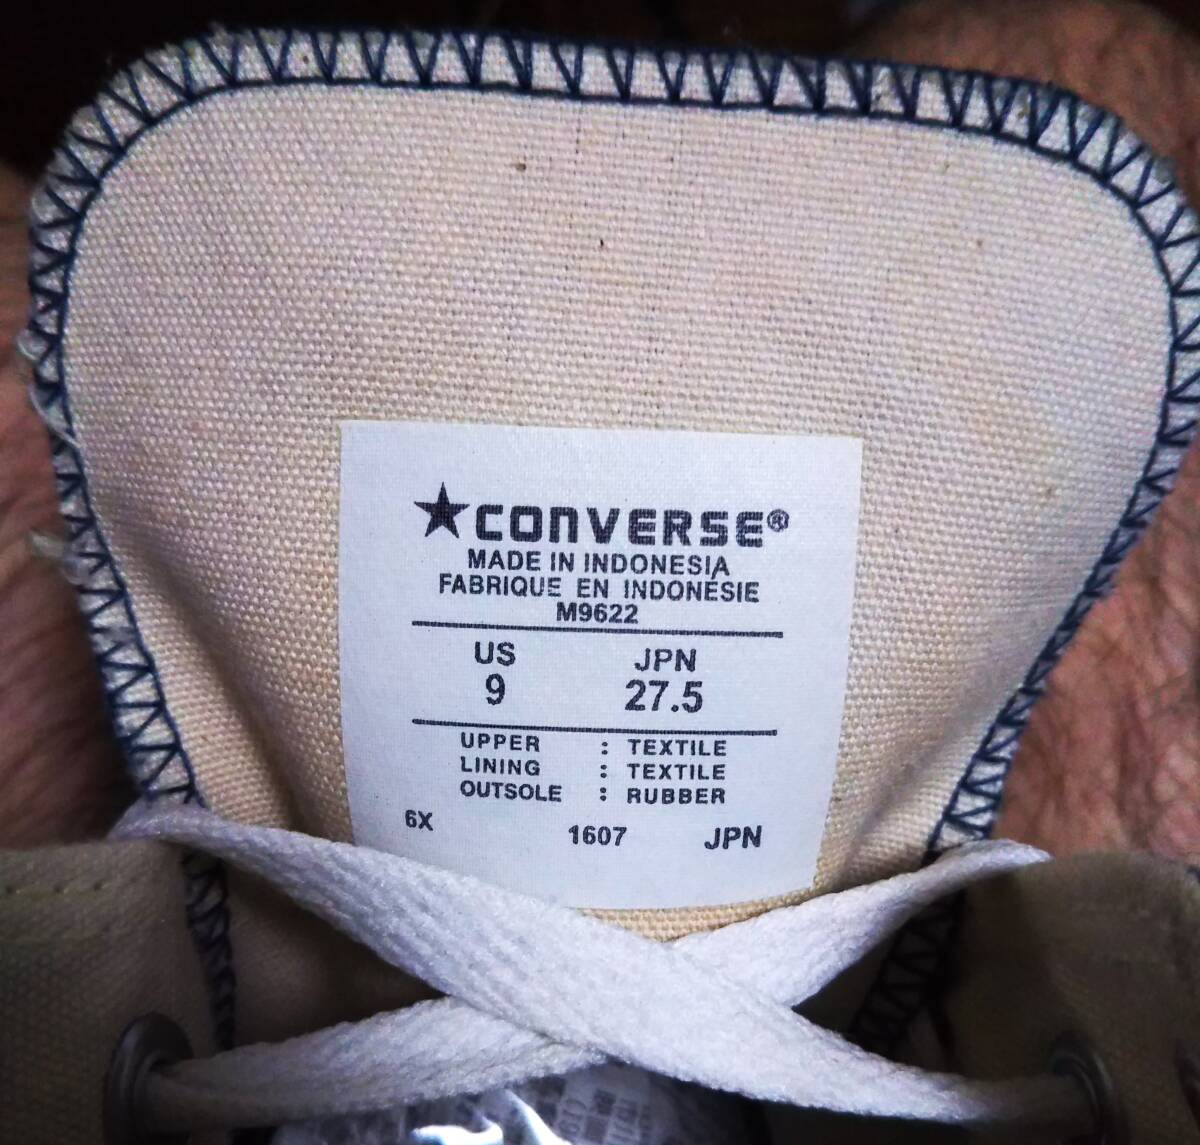 ★CONVERSE®
MADE IN INDONESIA
FABRIQUE EN INDONÉSIE
M9622
US JPN
9 27.5
UPPER : TEXTILE
LINING : TEXTILE
OUTSOLE : RUBBER
6X 1607 JPN